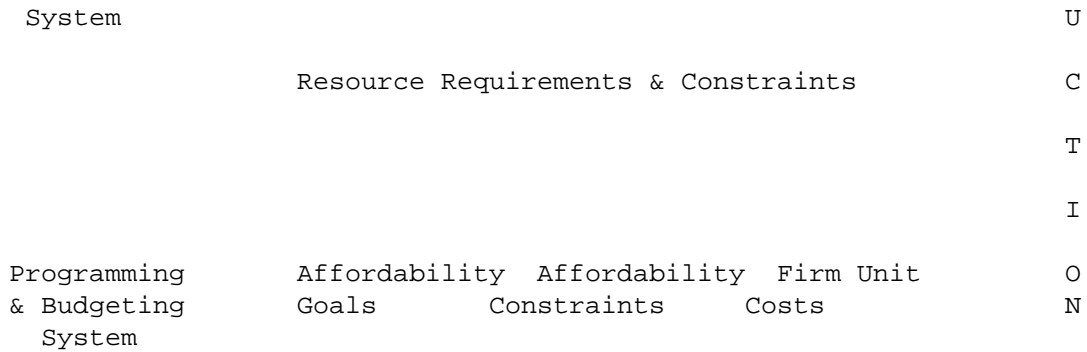 System U
Resource Requirements & Constraints C
T
I
Programming Affordability Affordability Firm Unit O
& Budgeting Goals Constraints Costs N
System